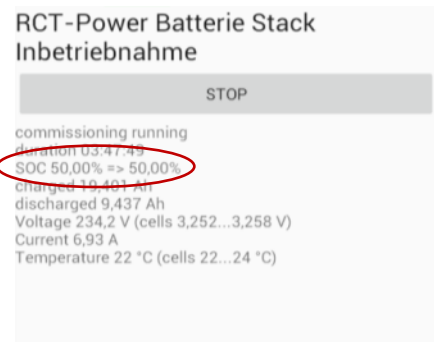 RCT-Power Batterie Stack
Inbetriebnahme
STOP
commissioning running
duration 03:47:49
SOC 50,00% => 50,00%
charged 19,401 Ah
discharged 9,437 Ah
Voltage 234,2 V (cells 3,252...3,258 V)
Current 6,93 A
Temperature 22 °C (cells 22...24 °C)